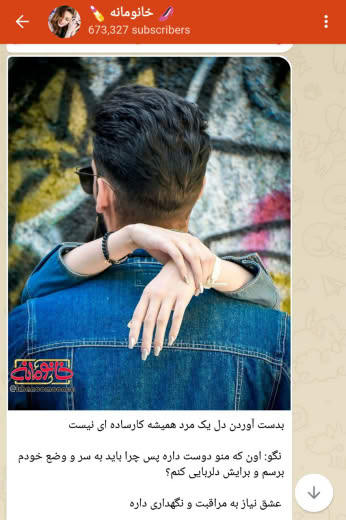 خانومانه
673,327 subscribers
خانومانه
بدست آوردن دل یک مرد همیشه کارساده ای نیست
نگو: اون که منو دوست داره پس چرا باید به سر و وضع خودم
برسم و برایش دلربایی کنم؟
عشق نیاز به مراقبت و نگهداری داره